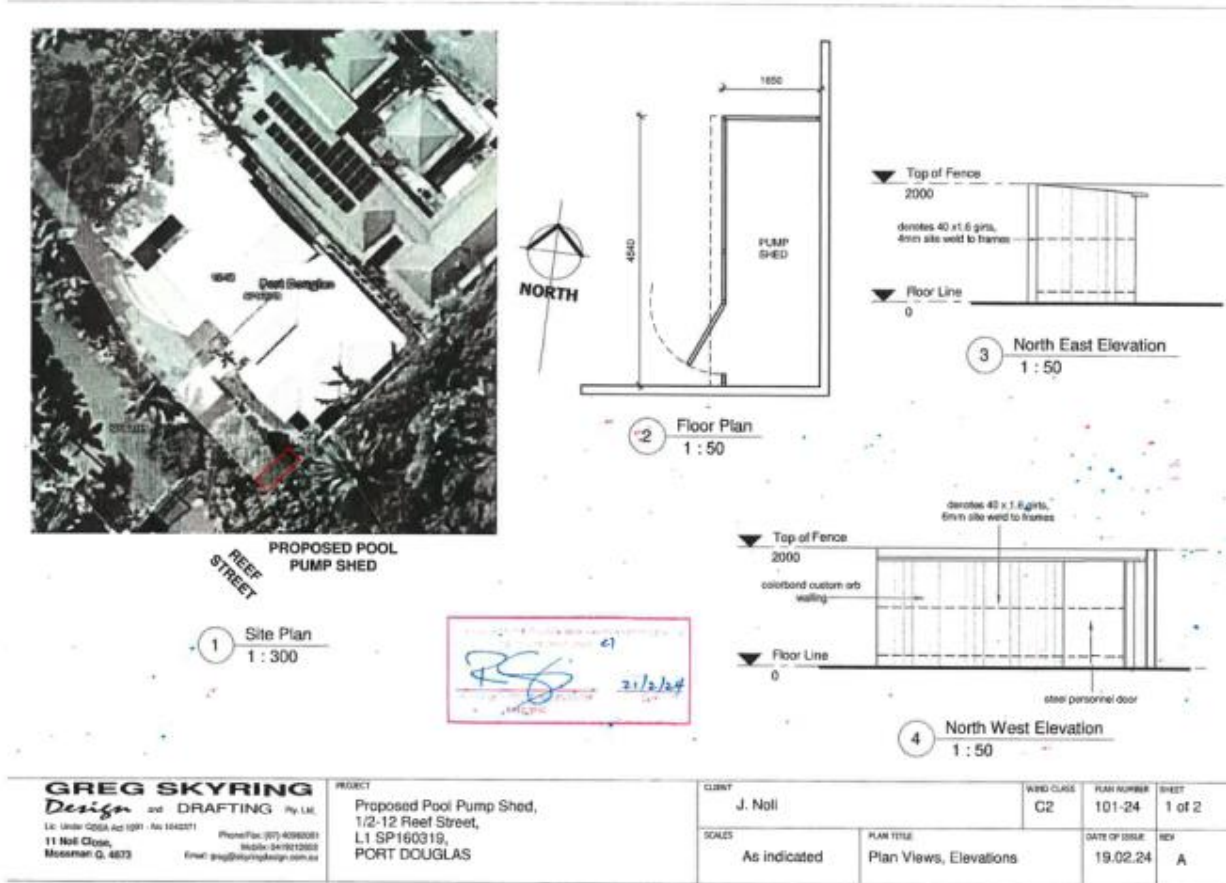 PROPOSED POOL
PUMP SHED
REEF
STREET
1
Site Plan
1 : 300
NORTH
1650
4540
PUMP
SHED
2
Floor Plan
1 : 50
Top of Fence
2000
denotes 40 x1.6 girts,
4mm site weld to frames
Floor Line
0
3
North East Elevation
1 : 50
denotes 40 x 1.6 girts,
6mm site weld to frames
Top of Fence
2000
colorbond custom orb
walling
Floor Line
0
steel personnel door
4
North West Elevation
1 : 50
21/2/24
GREG SKYRING
Design and DRAFTING Pty. Ltd.
11 Noli Close,
Mossman Q. 4873
PROJECT
Proposed Pool Pump Shed,
1/2-12 Reef Street,
L1 SP160319,
PORT DOUGLAS
CLIENT
J. Noli
WIND CLASS
C2
PLAN NUMBER
101-24
SHEET
1 of 2
SCALES
As indicated
PLAN TITLE
Plan Views, Elevations
DATE OF ISSUE
19.02.24
REV
A